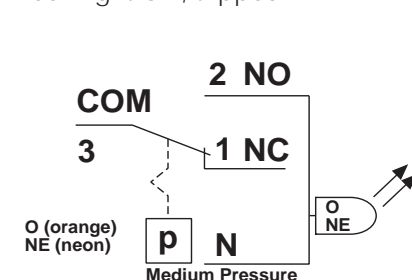 2 NO
COM
3
1 NC
O
NE
O (orange)
NE (neon)
p
N
Medium Pressure